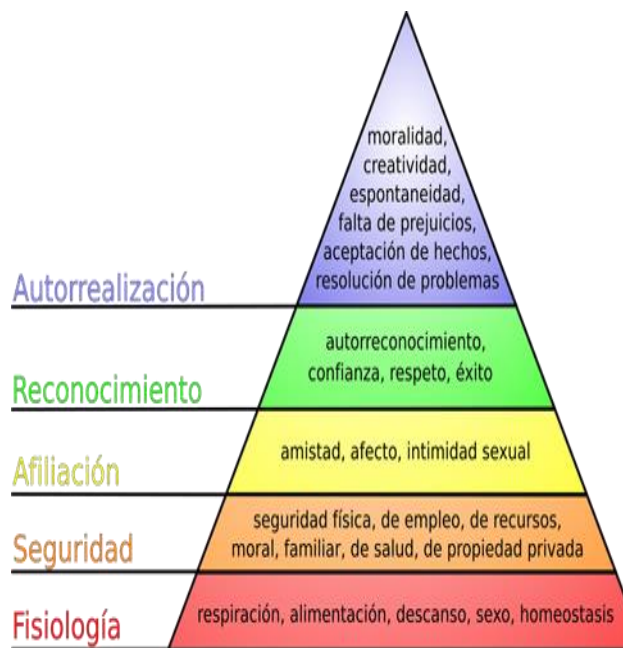 moralidad,
creatividad,
espontaneidad,
falta de prejuicios,
aceptación de hechos,
resolución de problemas
Autorrealización
autorreconocimiento,
confianza, respeto, éxito
Reconocimiento
amistad, afecto, intimidad sexual
Afiliación
seguridad física, de empleo, de recursos,
moral, familiar, de salud, de propiedad privada
Seguridad
respiración, alimentación, descanso, sexo, homeostasis
Fisiología